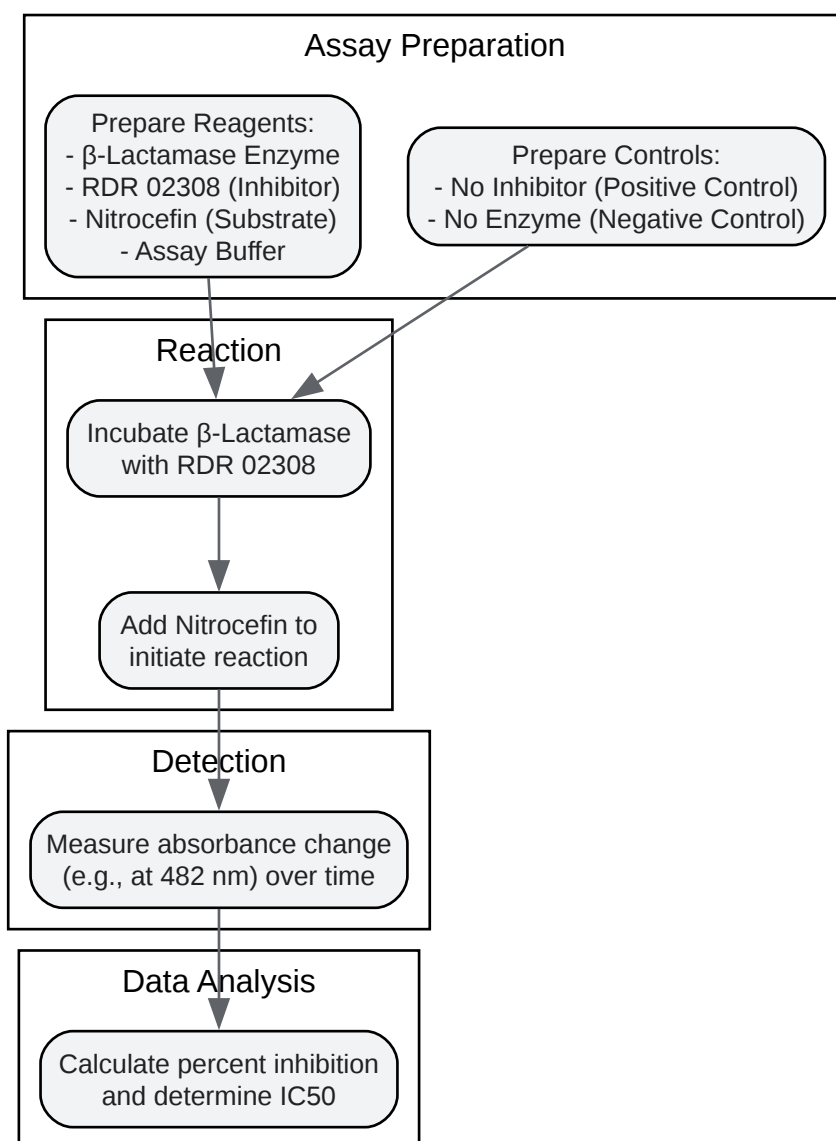 Assay Preparation
Prepare Reagents:
- β-Lactamase Enzyme
- RDR 02308 (Inhibitor)
- Nitrocefin (Substrate)
- Assay Buffer
Prepare Controls:
- No Inhibitor (Positive Control)
- No Enzyme (Negative Control)
Reaction
Incubate β-Lactamase
with RDR 02308
Add Nitrocefin to
initiate reaction
Detection
Measure absorbance change
(e.g., at 482 nm) over time
Data Analysis
Calculate percent inhibition
and determine IC50